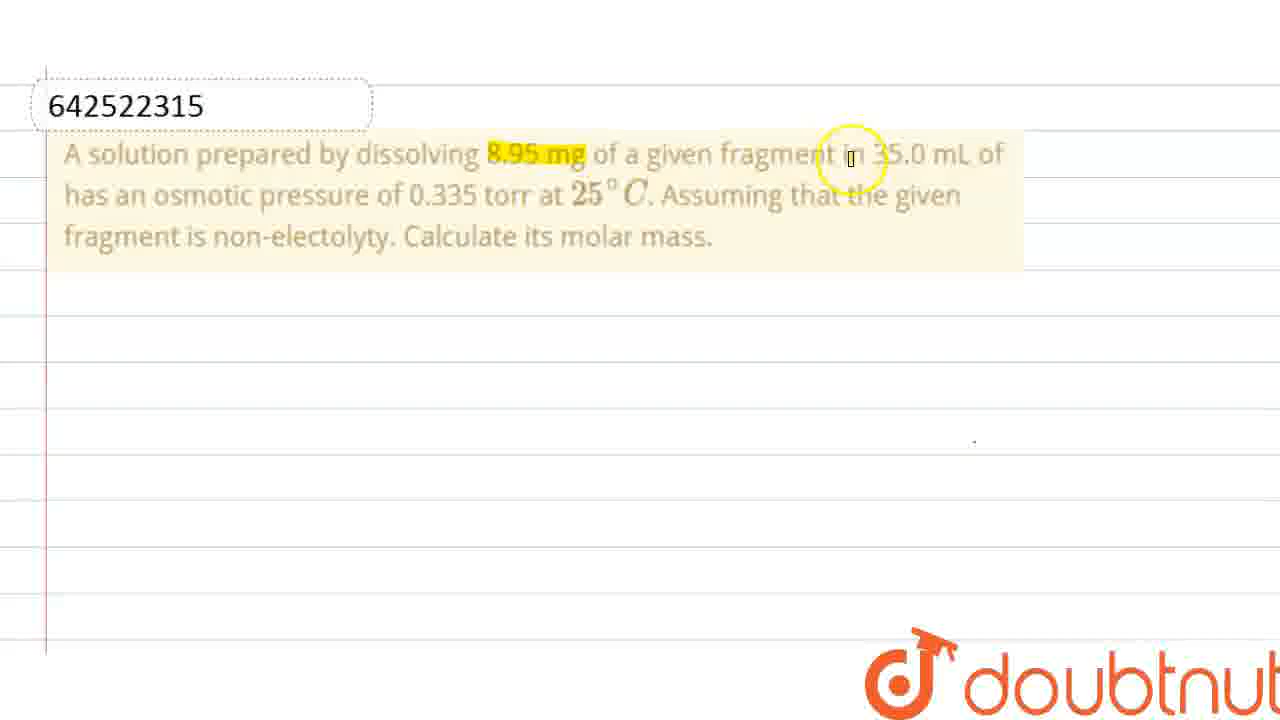 642522315
A solution prepared by dissolving 8.95 mg of a given fragment in 35.0 mL of
has an osmotic pressure of 0.335 torr at 25°C. Assuming that the given
fragment is non-electolyty. Calculate its molar mass.
doubtnut